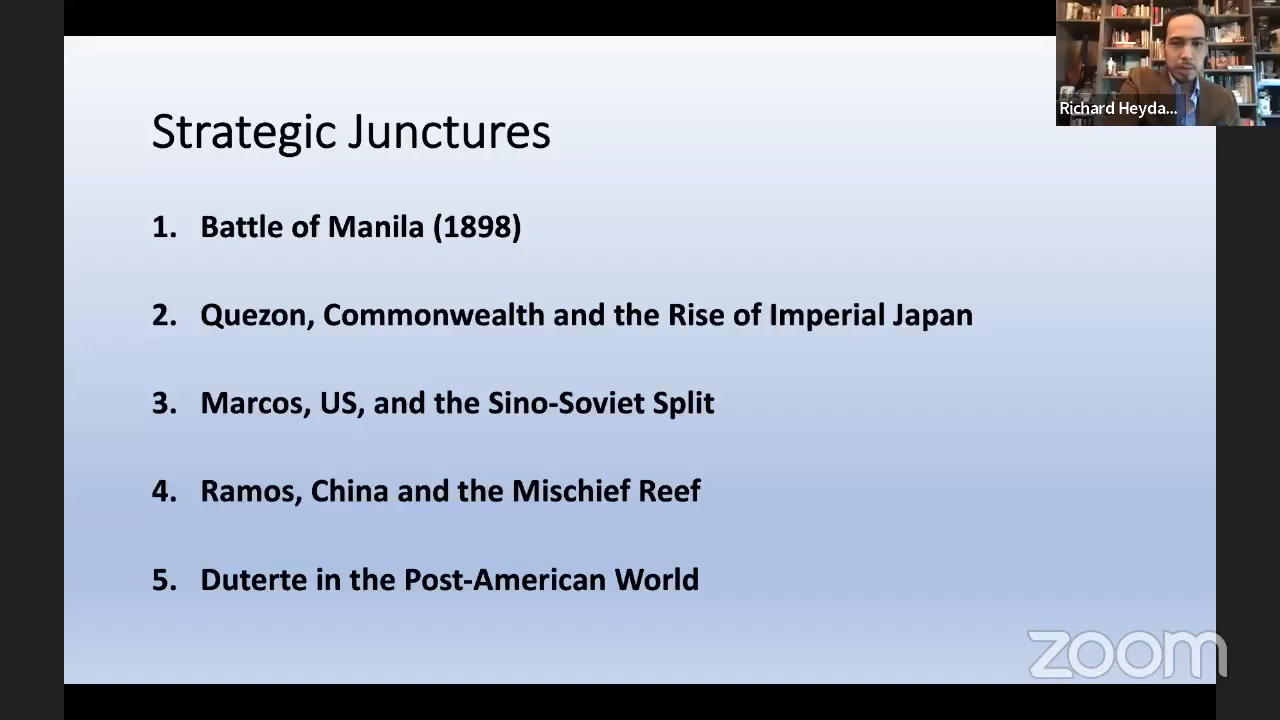 Richard Heyda...
Strategic Junctures
1. Battle of Manila (1898)
2. Quezon, Commonwealth and the Rise of Imperial Japan
3. Marcos, US, and the Sino-Soviet Split
4. Ramos, China and the Mischief Reef
5. Duterte in the Post-American World
zoom